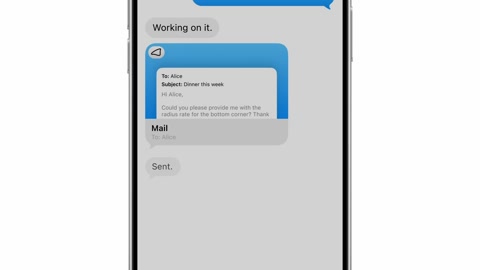 Working on it.
To: Alice
Subject: Dinner this week
Hi Alice,
Could you please provide me with the
radius rate for the bottom corner? Thank
Mail
To: Alice
Sent.